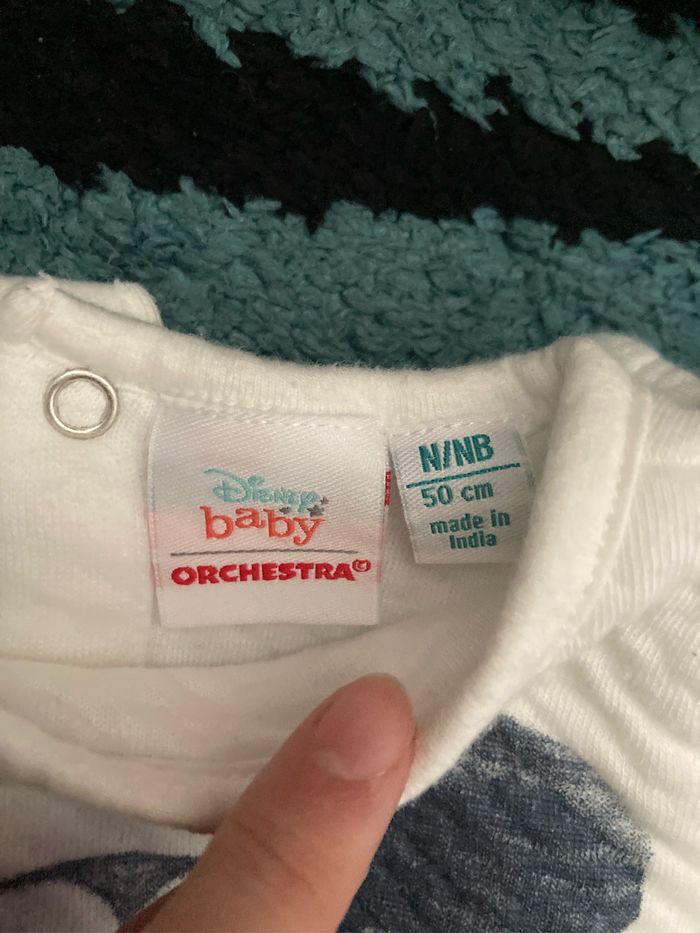 Disney
baby
ORCHESTRA
N/NB
50 cm
made in
India